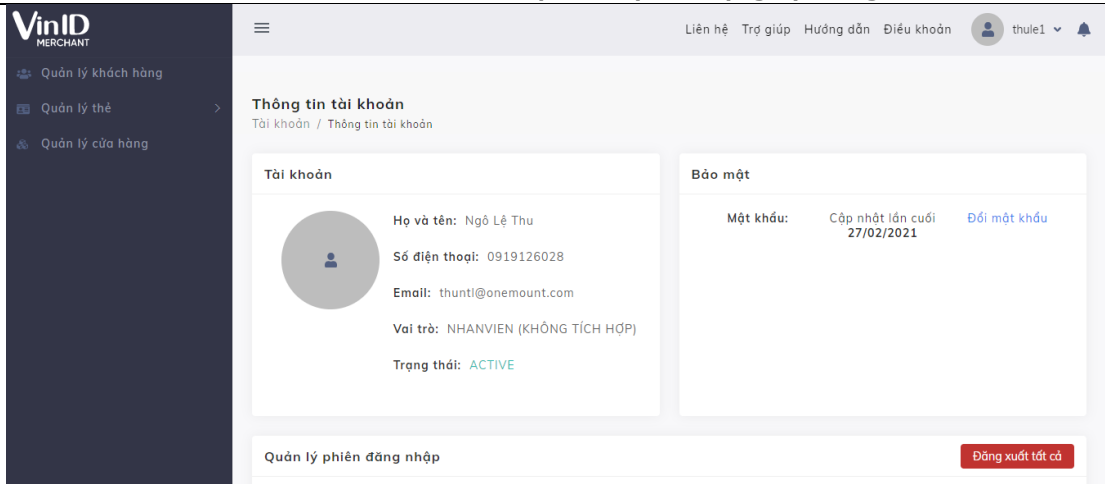 VinID
MERCHANT
Liên hệ Trợ giúp Hướng dẫn Điều khoản thule1
Quản lý khách hàng
Quản lý thẻ
Quản lý cửa hàng
Thông tin tài khoản
Tài khoản / Thông tin tài khoản
Tài khoản
Họ và tên: Ngô Lệ Thu
Số điện thoại: 0919126028
Email: thuntl@onemount.com
Vai trò: NHANVIEN (KHÔNG TÍCH HỢP)
Trạng thái: ACTIVE
Bảo mật
Mật khẩu: Cập nhật lần cuối Đổi mật khẩu
27/02/2021
Quản lý phiên đăng nhập Đăng xuất tất cả